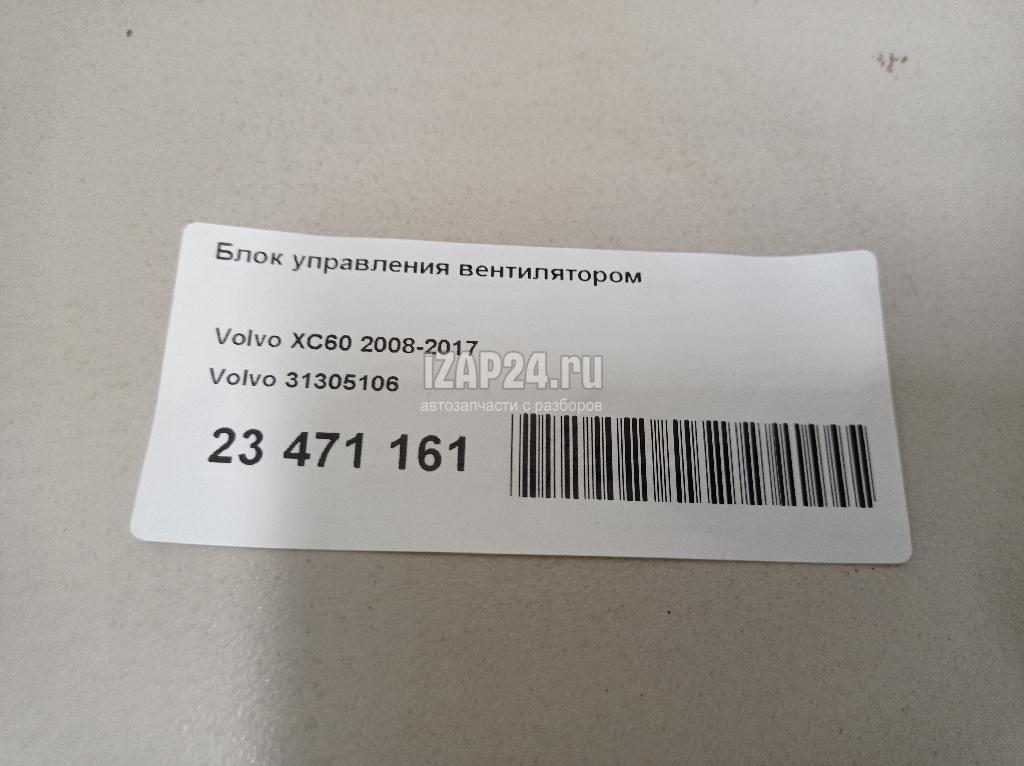 Блок управления вентилятором
Volvo XC60 2008-2017
Volvo 31305106
iZAP24.ru
автозапчасти с разборов
23 471 161